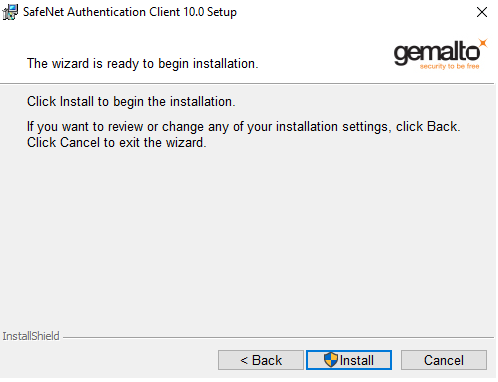 SafeNet Authentication Client 10.0 Setup
The wizard is ready to begin installation.
gemalto
security to be free
Click Install to begin the installation.
If you want to review or change any of your installation settings, click Back.
Click Cancel to exit the wizard.
InstallShield
< Back
Install
Cancel